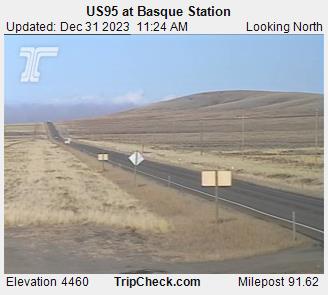 US95 at Basque Station
Updated: Dec 31 2023 11:24 AM Looking North
Elevation 4460 TripCheck.com Milepost 91.62